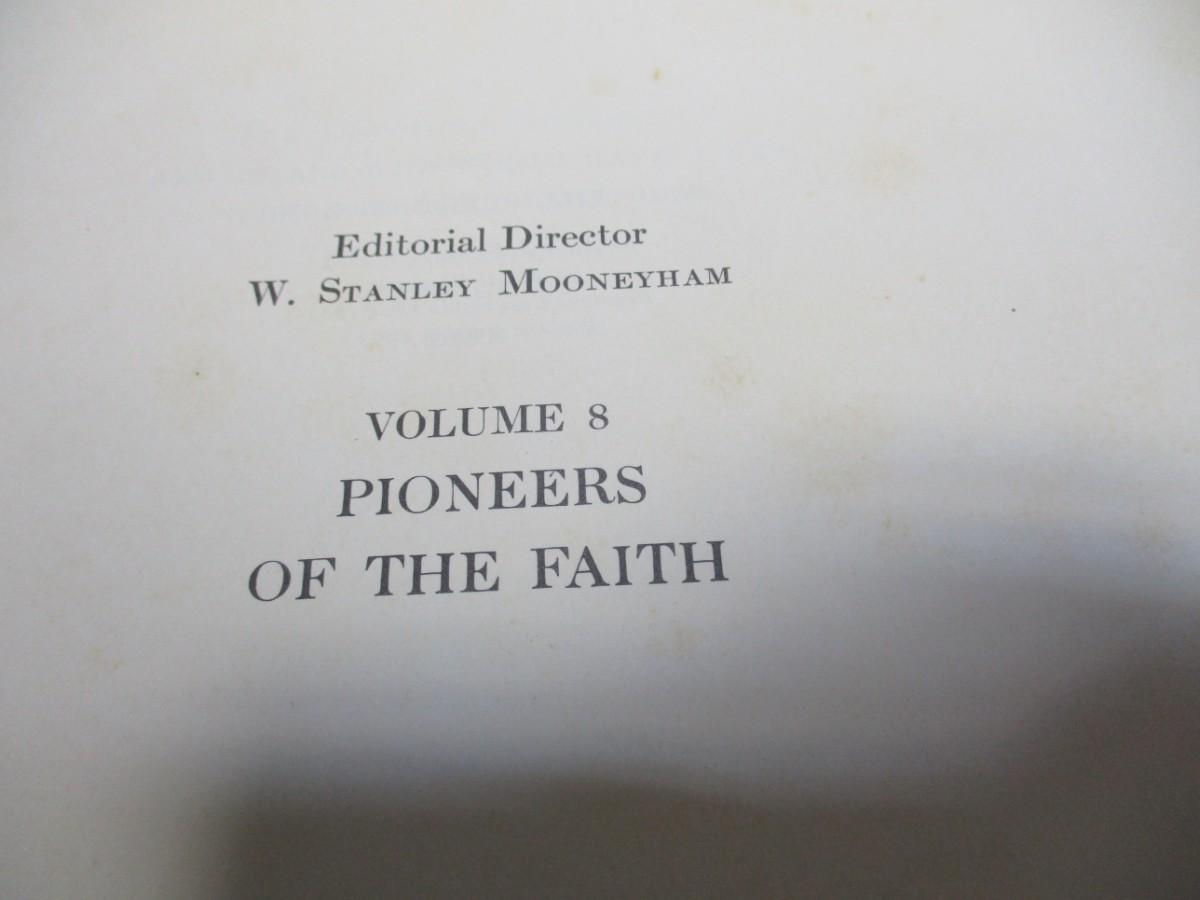 Editorial Director
W. STANLEY MOONEYHAM
VOLUME 8
PIONEERS
OF THE FAITH